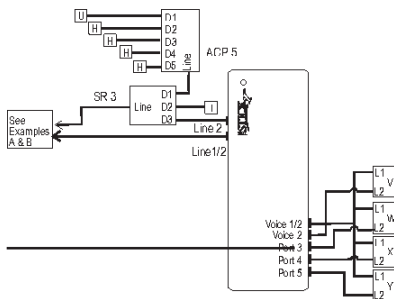 U
D1
H
D2
H
D3
H
D4
H
D5
Line
ACP 5
SR 3
Line
D1
D2
D3
I
See
Examples
A & B
Line 2
Line1/2
Voice 1/2
Voice 2
Port 3
Port 4
Port 5
L1
L2
V
L1
L2
W
L1
L2
X
L1
L2
Y